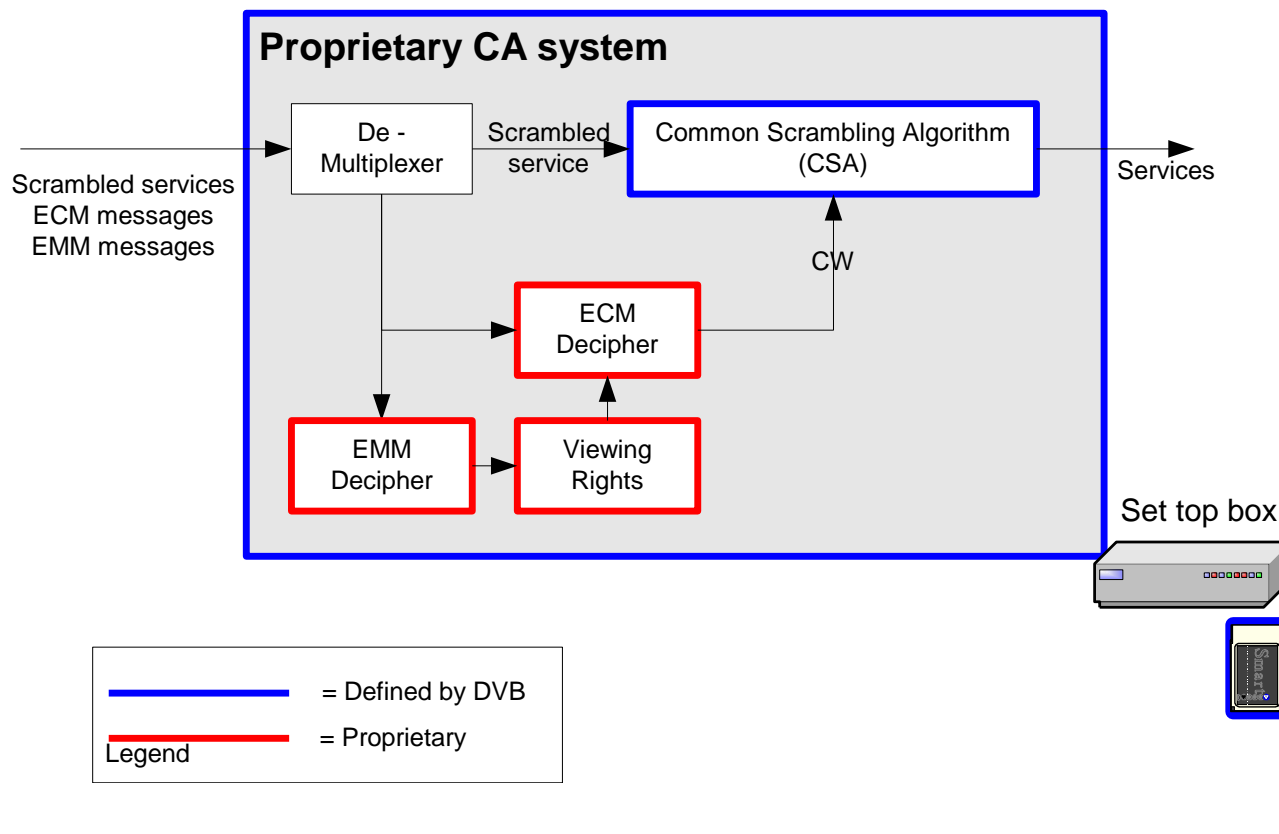 Proprietary CA system
De -
Multiplexer
Scrambled
service
Common Scrambling Algorithm
(CSA)
Services
Scrambled services
ECM messages
EMM messages
CW
ECM
Decipher
EMM
Decipher
Viewing
Rights
Set top box
Smart
= Defined by DVB
= Proprietary
Legend